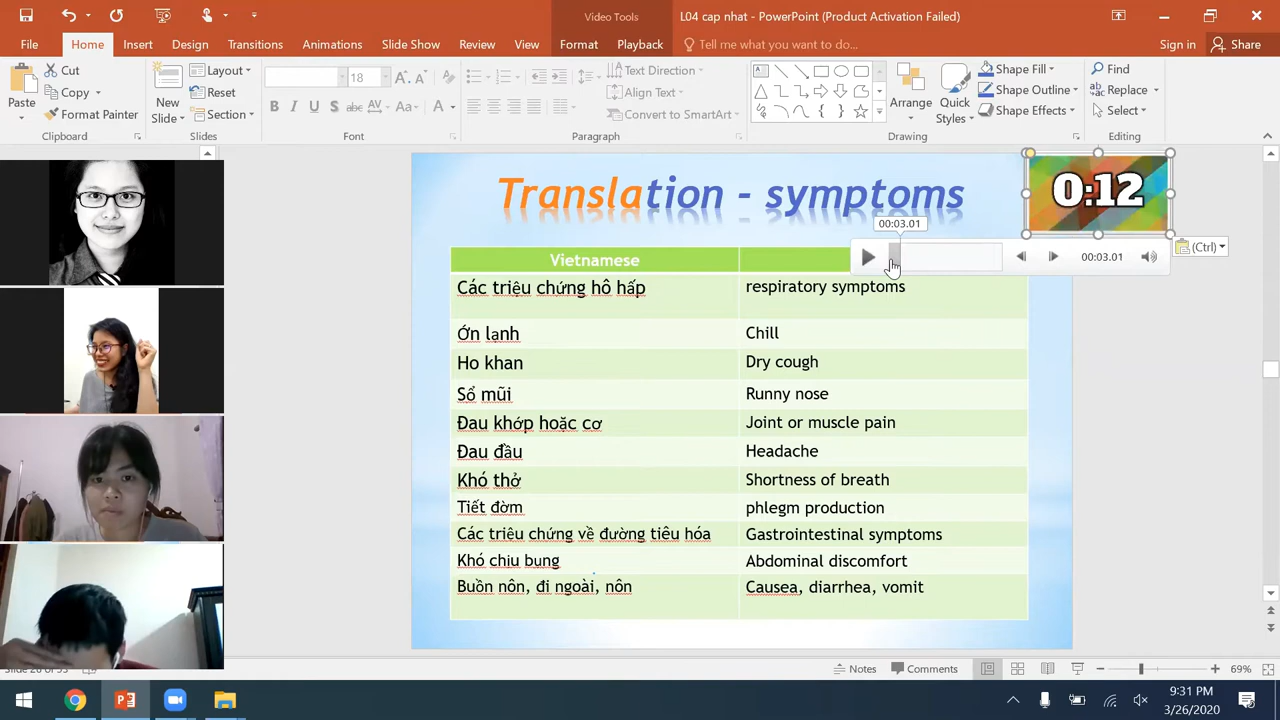 Video Tools
L04 cap nhat - PowerPoint (Product Activation Failed)
File Home Insert Design Transitions Animations Slide Show Review View Format Playback Tell me what you want to do... Sign in Share
Paste
Cut
Copy
Format Painter
New Slide
Layout
Reset
Section
18
B I U S abc AV Aa A
Text Direction
Align Text
Convert to SmartArt
Arrange
Quick Styles
Shape Fill
Shape Outline
Shape Effects
Find
Replace
Select
Clipboard Slides Font Paragraph Drawing Editing
Translation - symptoms
0:12
00:03.01
00:03.01
(Ctrl)
Vietnamese
Các triệu chứng hô hấp respiratory symptoms
Ớn lạnh Chill
Ho khan Dry cough
Sổ mũi Runny nose
Đau khớp hoặc cơ Joint or muscle pain
Đau đầu Headache
Khó thở Shortness of breath
Tiết đờm phlegm production
Các triệu chứng về đường tiêu hóa Gastrointestinal symptoms
Khó chiu bung Abdominal discomfort
Buồn nôn, đi ngoài, nôn Causea, diarrhea, vomit
Notes Comments 69%
9:31 PM
3/26/2020